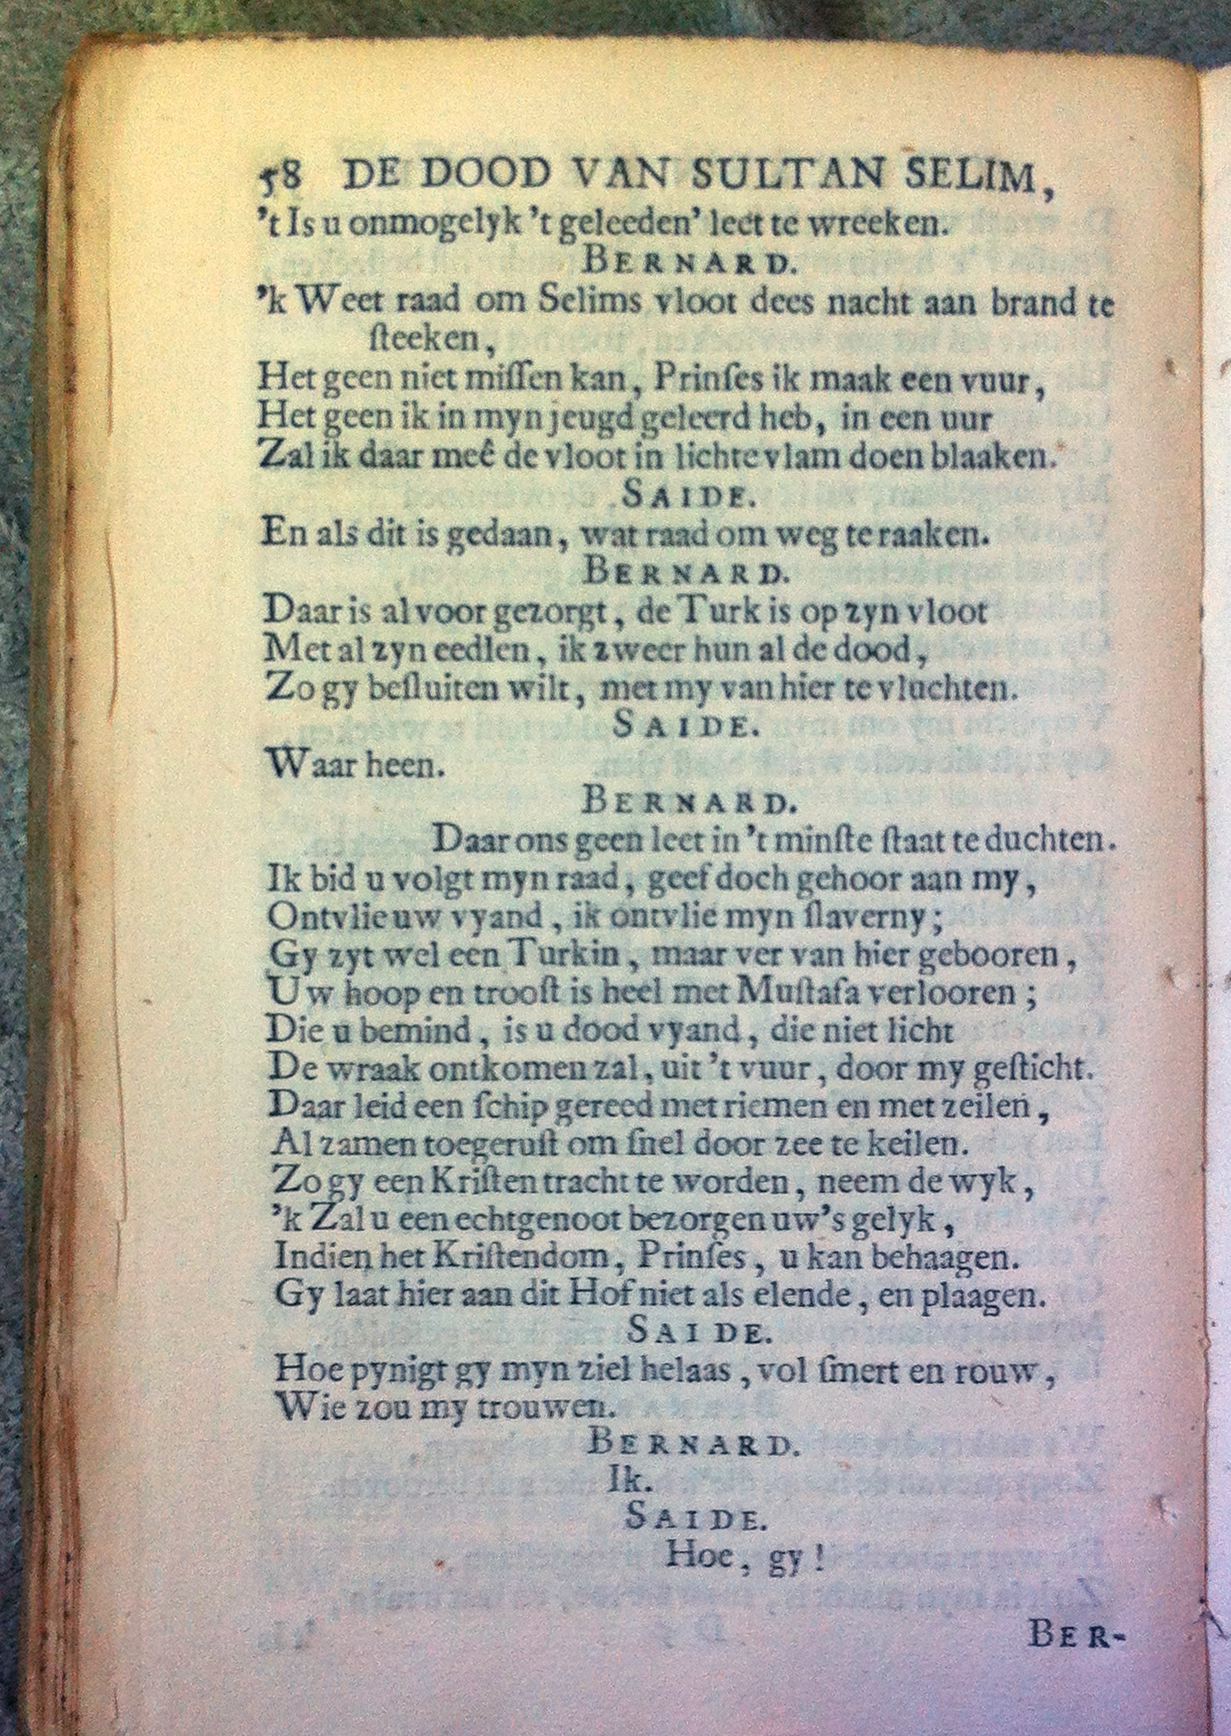 58 DE DOOD VAN SULTAN SELIM,
't Is u onmogelyk 't geleeden' leet te wreeken.
BERNARD.
'k Weet raad om Selims vloot dees nacht aan brand te
ſteeken,
Het geen niet miſſen kan, Prinſes ik maak een vuur,
Het geen ik in myn jeugd geleerd heb, in een uur
Zal ik daar meê de vloot in lichte vlam doen blaaken.
SAIDE.
En als dit is gedaan, wat raad om weg te raaken.
BERNARD.
Daar is al voor gezorgt, de Turk is op zyn vloot
Met al zyn eedlen, ik zweer hun al de dood,
Zo gy beſluiten wilt, met my van hier te vluchten.
SAIDE.
Waar heen.
BERNARD.
Daar ons geen leet in 't minſte ſtaat te duchten.
Ik bid u volgt myn raad, geef doch gehoor aan my,
Ontvlie uw vyand, ik ontvlie myn ſlaverny;
Gy zyt wel een Turkin, maar ver van hier gebooren,
Uw hoop en trooſt is heel met Muſtafa verlooren;
Die u bemind, is u dood vyand, die niet licht
De wraak ontkomen zal, uit 't vuur, door my geſticht.
Daar leid een ſchip gereed met riemen en met zeilen,
Al zamen toegeruſt om ſnel door zee te keilen.
Zo gy een Kriſten tracht te worden, neem de wyk,
'k Zal u een echtgenoot bezorgen uw's gelyk,
Indien het Kriſtendom, Prinſes, u kan behaagen.
Gy laat hier aan dit Hof niet als elende, en plaagen.
SAIDE.
Hoe pynigt gy myn ziel helaas, vol ſmert en rouw,
Wie zou my trouwen.
BERNARD.
Ik.
SAIDE.
Hoe, gy!
BER-